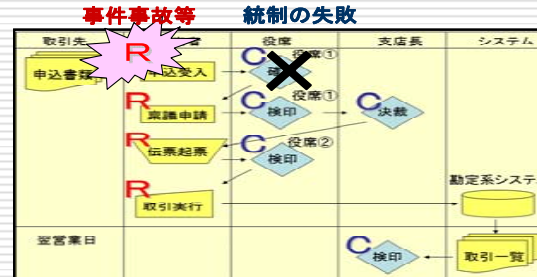 事件事故等 統制の失敗
取引先 者 役席 支店長 システム
R C 役席①
申込書類 申込受入 確
R C 役席① C
稟議申請 検印 決裁
R C 役席②
伝票起票 検印
R 勘定系システ
取引実行
翌営業日 C
検印 取引一覧